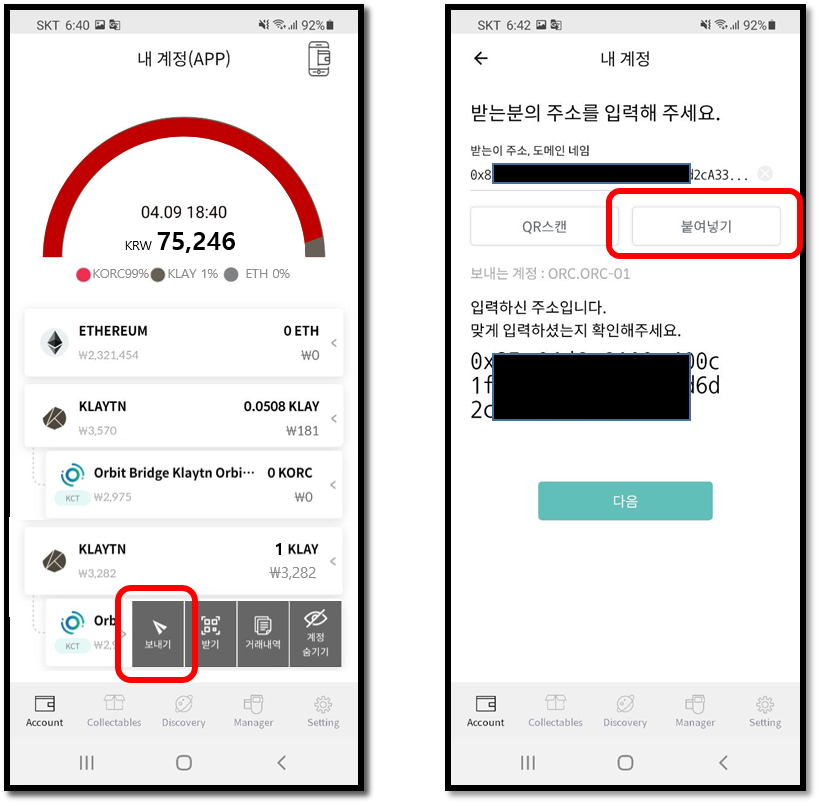 SKT 6:40 92%
내 계정(APP)
04.09 18:40
KRW 75,246
KORC99% KLAY 1% ETH 0%
ETHEREUM 0 ETH
₩2,321,454 ₩0
KLAYTN 0.0508 KLAY
₩3,570 ₩181
Orbit Bridge Klaytn Orbi··· 0 KORC
KCT ₩2,975 ₩0
KLAYTN 1 KLAY
₩3,282 ₩3,282
Orb
KCT ₩2,9
보내기 받기 거래내역 계정
숨기기
Account Collectables Discovery Manager Setting
SKT 6:42 92%
내 계정
받는분의 주소를 입력해 주세요.
받는이 주소, 도메인 네임
0x8 d2cA33...
QR스캔 붙여넣기
보내는 계정 : ORC.ORC-01
입력하신 주소입니다.
맞게 입력하셨는지 확인해주세요.
0x 00c
1f d6d
2c
다음
Account Collectables Discovery Manager Setting